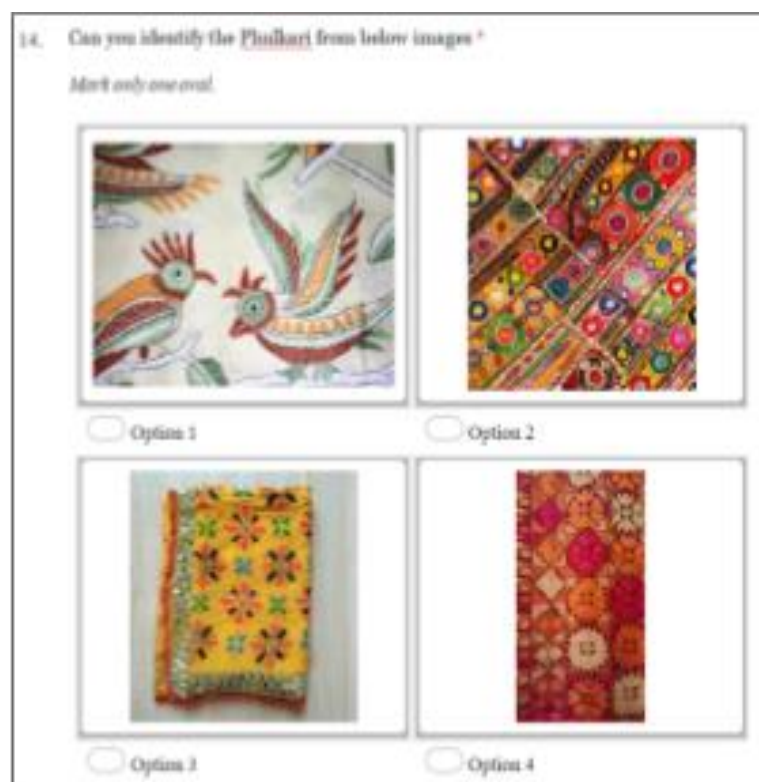 14. Can you identify the Phulkari from below images *
Mark only one oval.
Option 1
Option 2
Option 3
Option 4